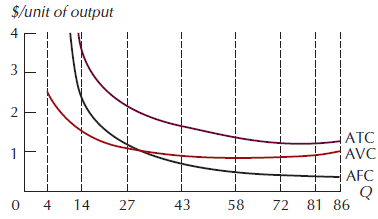 $/unit of output
4
3
2
1
ATC
AVC
AFC
Q
0 4 14 27 43 58 72 81 86